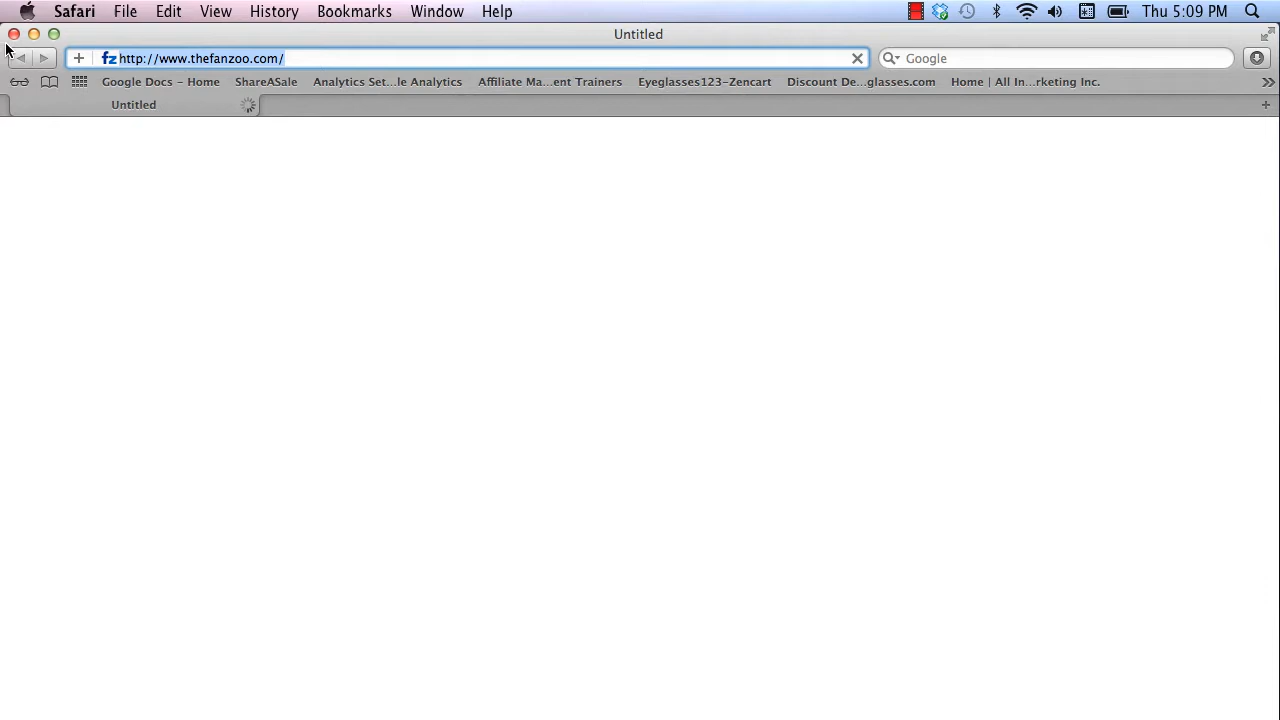 Safari File Edit View History Bookmarks Window Help Thu 5:09 PM
Untitled
fz http://www.thefanzoo.com/ Google
Google Docs - Home ShareASale Analytics Set...le Analytics Affiliate Ma...ent Trainers Eyeglasses123-Zencart Discount De...glasses.com Home | All In...rketing Inc.
Untitled